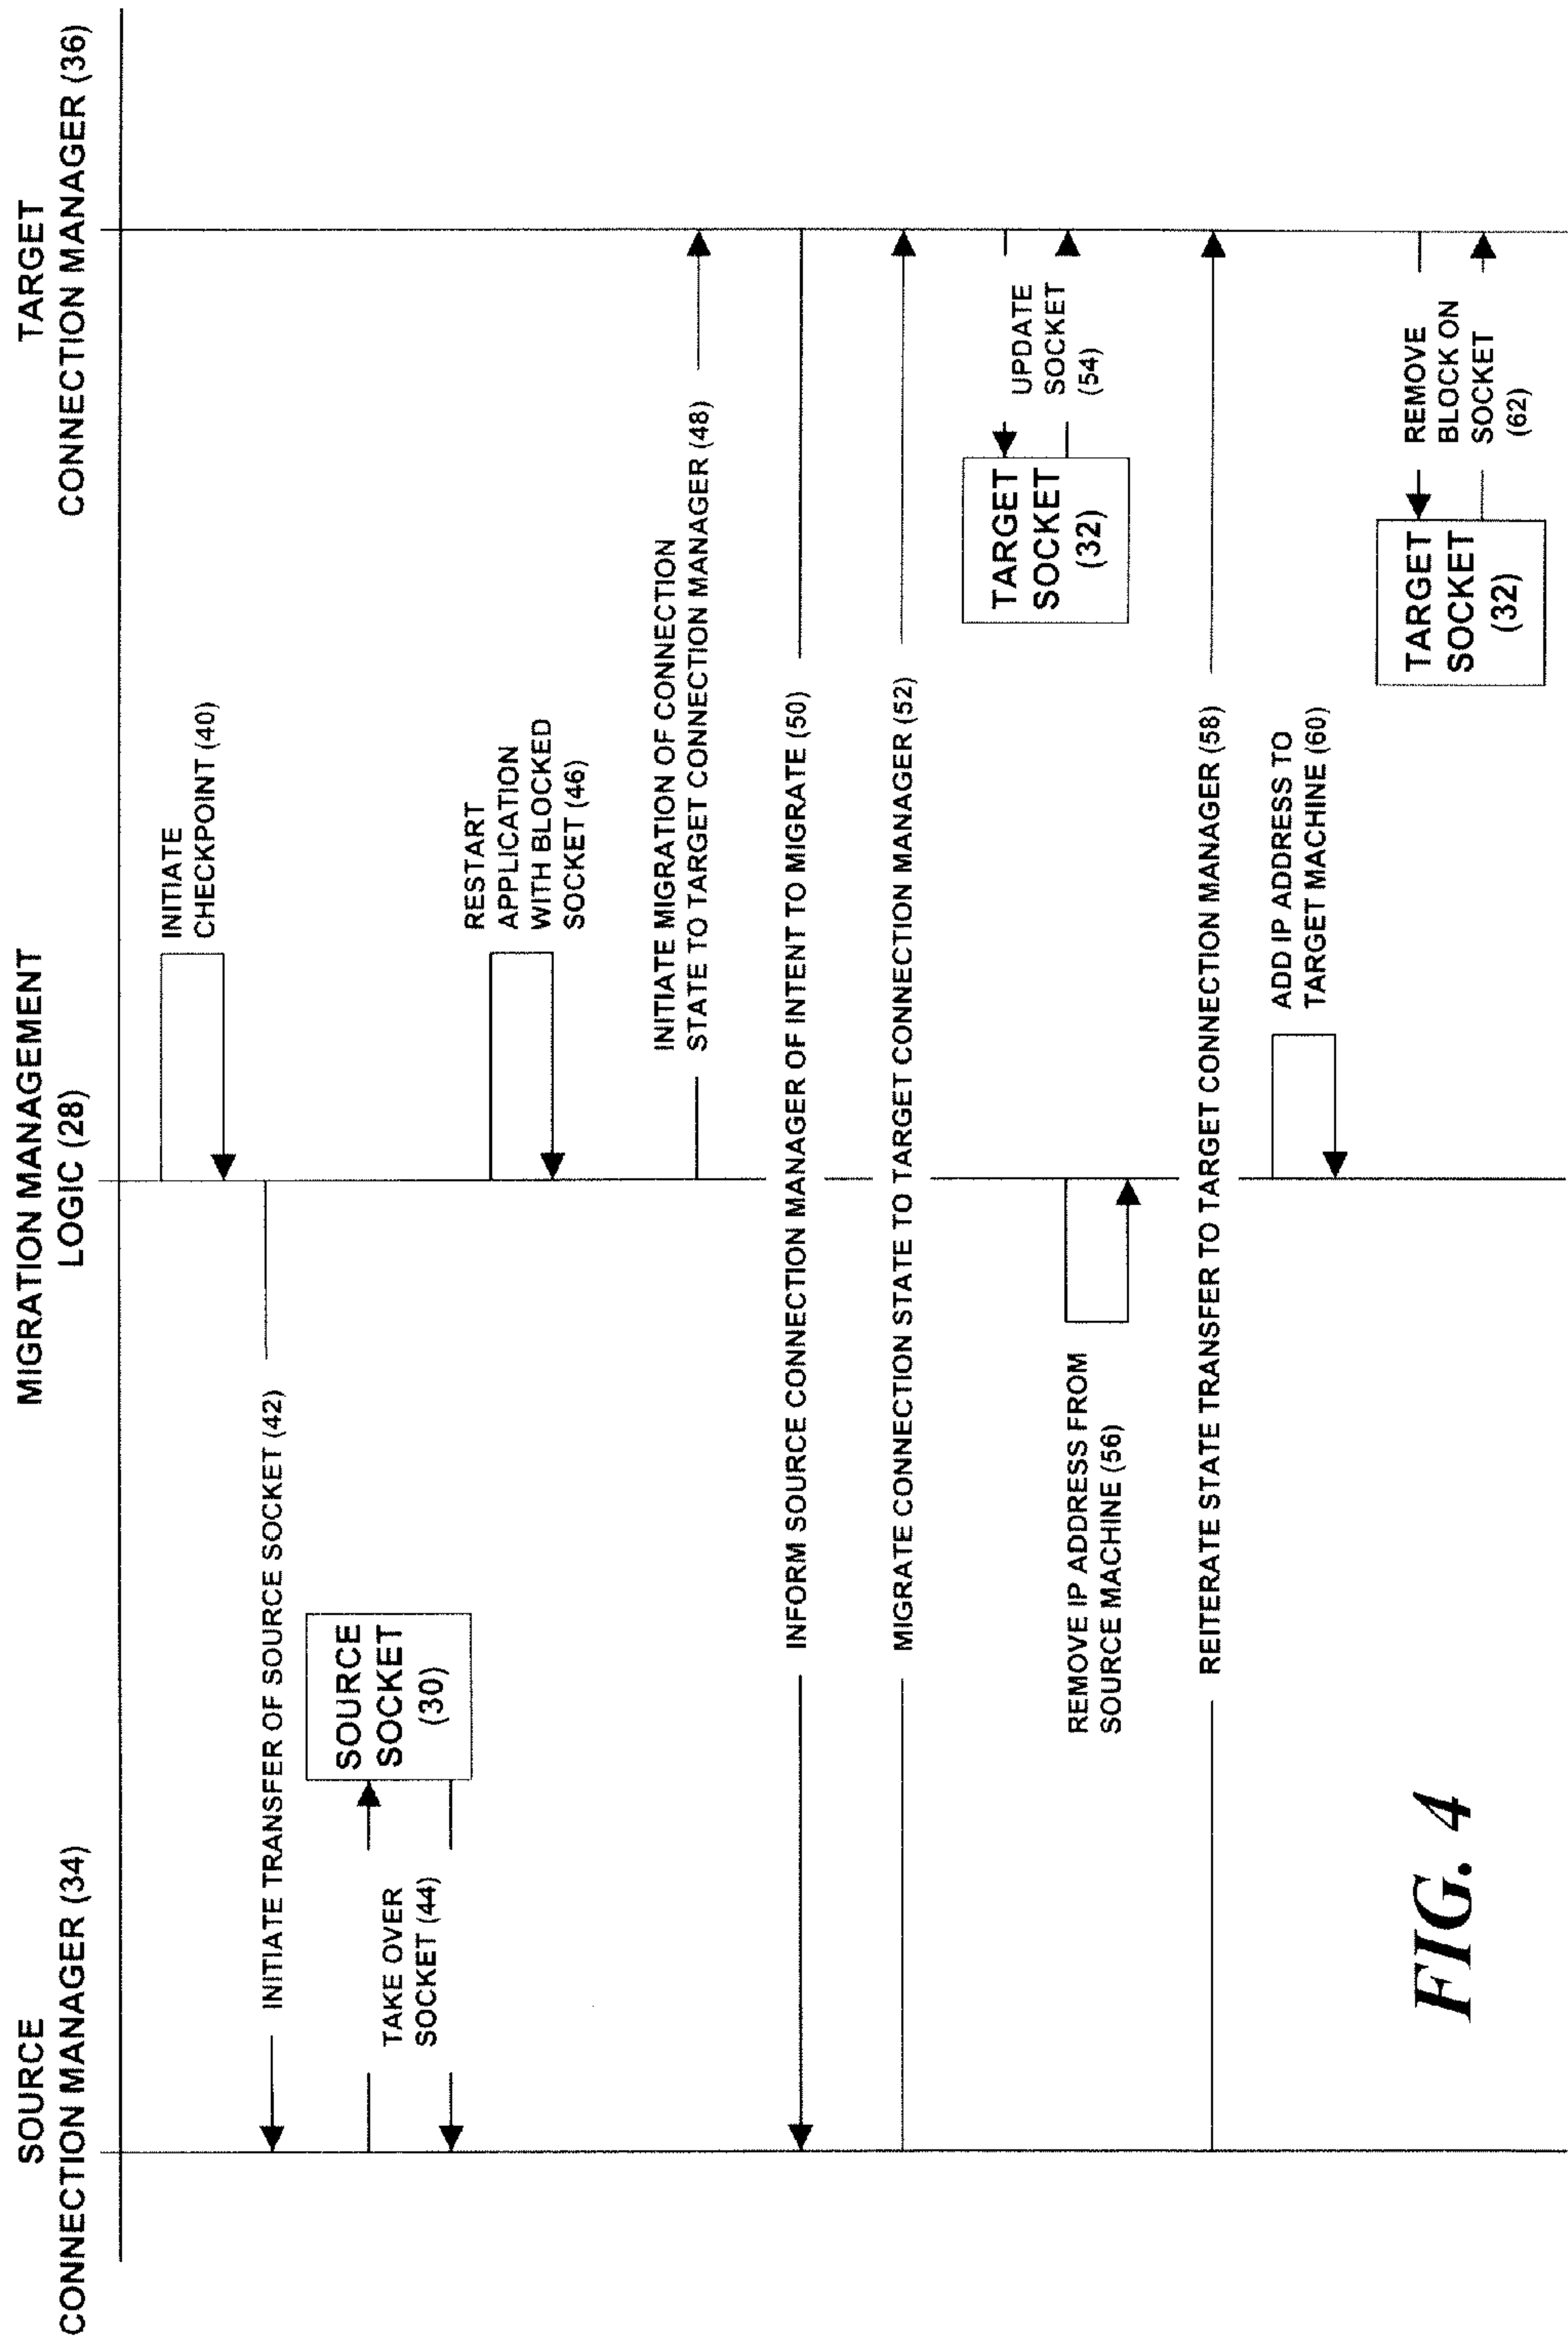 SOURCE
CONNECTION MANAGER (34)
MIGRATION MANAGEMENT
LOGIC (28)
TARGET
CONNECTION MANAGER (36)
INITIATE
CHECKPOINT (40)
INITIATE TRANSFER OF SOURCE SOCKET (42)
SOURCE
SOCKET
(30)
TAKE OVER
SOCKET (44)
RESTART
APPLICATION
WITH BLOCKED
SOCKET (46)
INITIATE MIGRATION OF CONNECTION
STATE TO TARGET CONNECTION MANAGER (48)
INFORM SOURCE CONNECTION MANAGER OF INTENT TO MIGRATE (50)
MIGRATE CONNECTION STATE TO TARGET CONNECTION MANAGER (52)
TARGET
SOCKET
(32)
UPDATE
SOCKET
(54)
REMOVE IP ADDRESS FROM
SOURCE MACHINE (56)
REITERATE STATE TRANSFER TO TARGET CONNECTION MANAGER (58)
ADD IP ADDRESS TO
TARGET MACHINE (60)
TARGET
SOCKET
(32)
REMOVE
BLOCK ON
SOCKET
(62)
FIG. 4